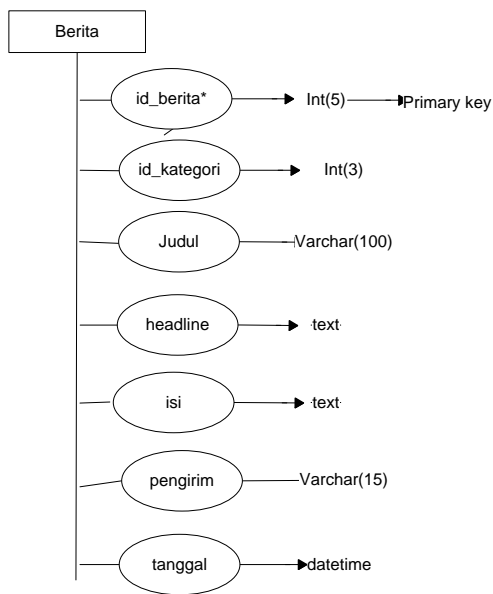 Berita
id_berita* Int(5) Primary key
id_kategori Int(3)
Judul Varchar(100)
headline text
isi text
pengirim Varchar(15)
tanggal datetime